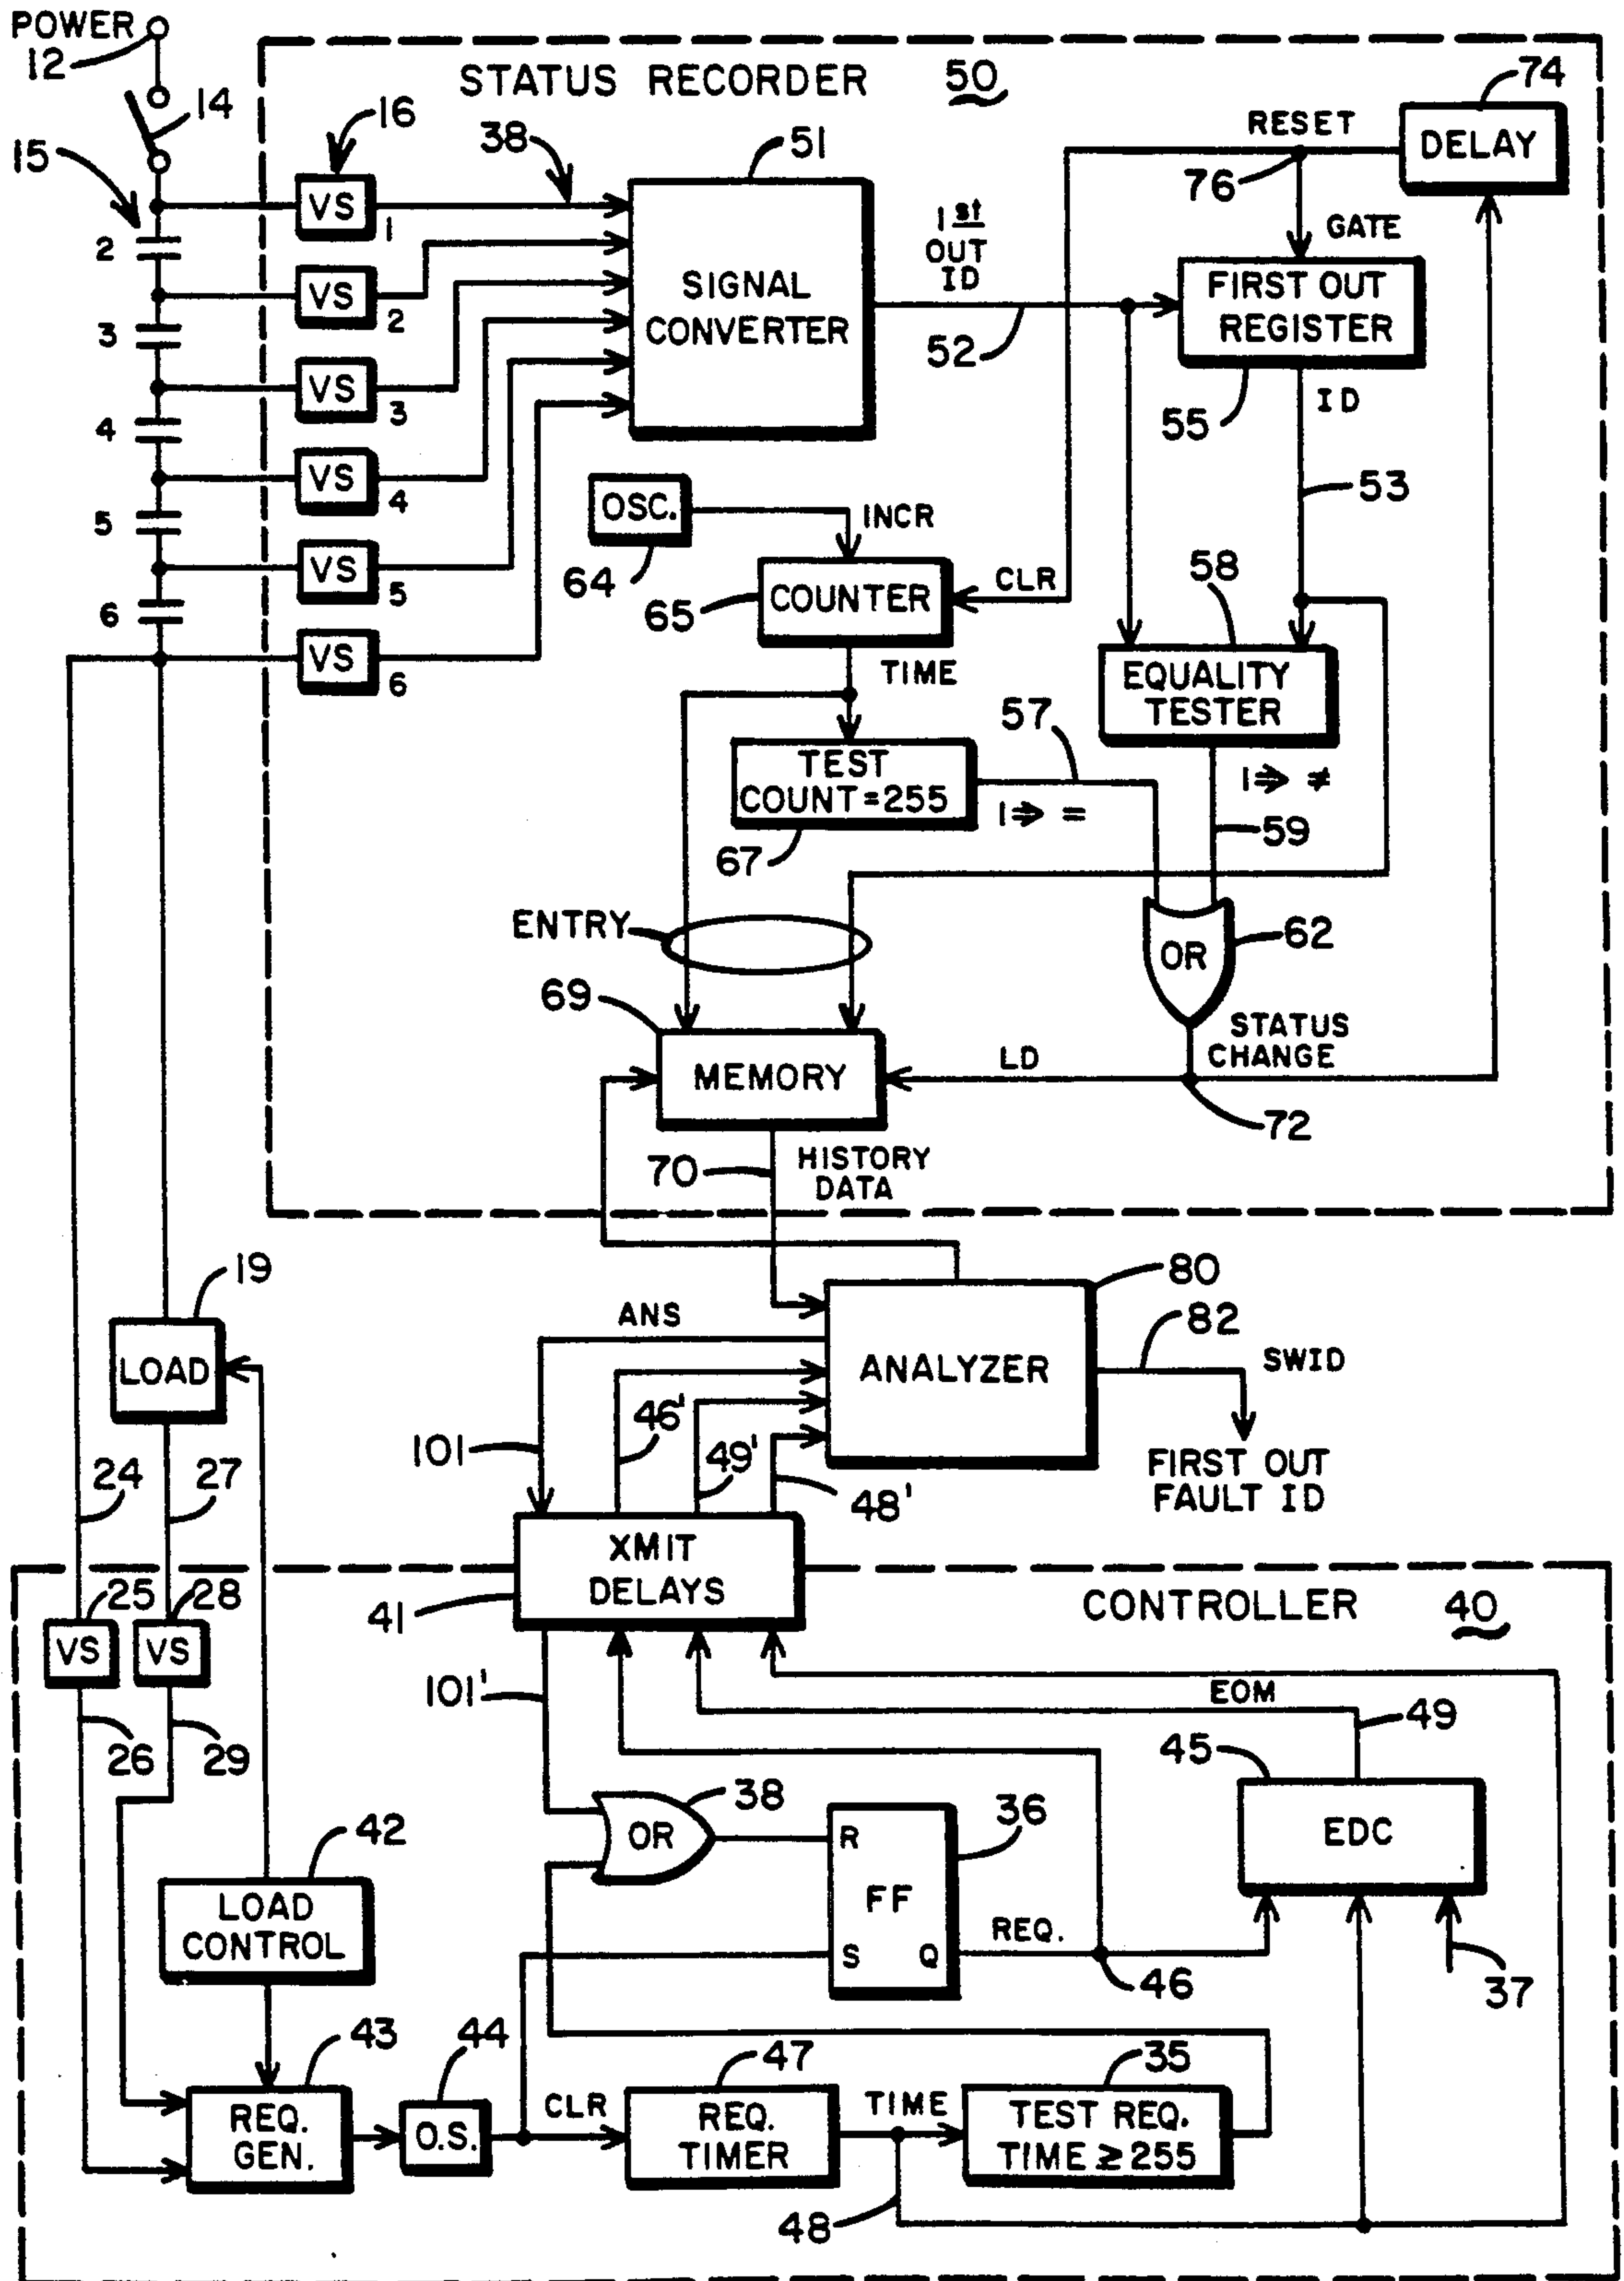 POWER
12
14
15
16
STATUS RECORDER 50
38
51
74
DELAY
RESET
76
GATE
VS 1
VS 2
VS 3
VS 4
VS 5
VS 6
2
3
4
5
6
SIGNAL
CONVERTER
1st
OUT
ID
52
FIRST OUT
REGISTER
55
ID
53
OSC.
64
INCR
COUNTER
65
CLR
58
TIME
EQUALITY
TESTER
57
TEST
COUNT=255
67
1⇒ =
1⇒ ≠
59
ENTRY
OR
62
69
MEMORY
LD
STATUS
CHANGE
72
70
HISTORY
DATA
19
LOAD
80
ANALYZER
ANS
82
SWID
FIRST OUT
FAULT ID
101
46'
49'
48'
24
27
XMIT
DELAYS
41
CONTROLLER 40
25
28
VS
VS
26
29
101'
EOM
49
45
EDC
37
OR
38
R
FF
S
Q
36
REQ.
46
42
LOAD
CONTROL
43
REQ.
GEN.
44
O.S.
CLR
47
REQ.
TIMER
TIME
48
35
TEST REQ.
TIME ≥ 255